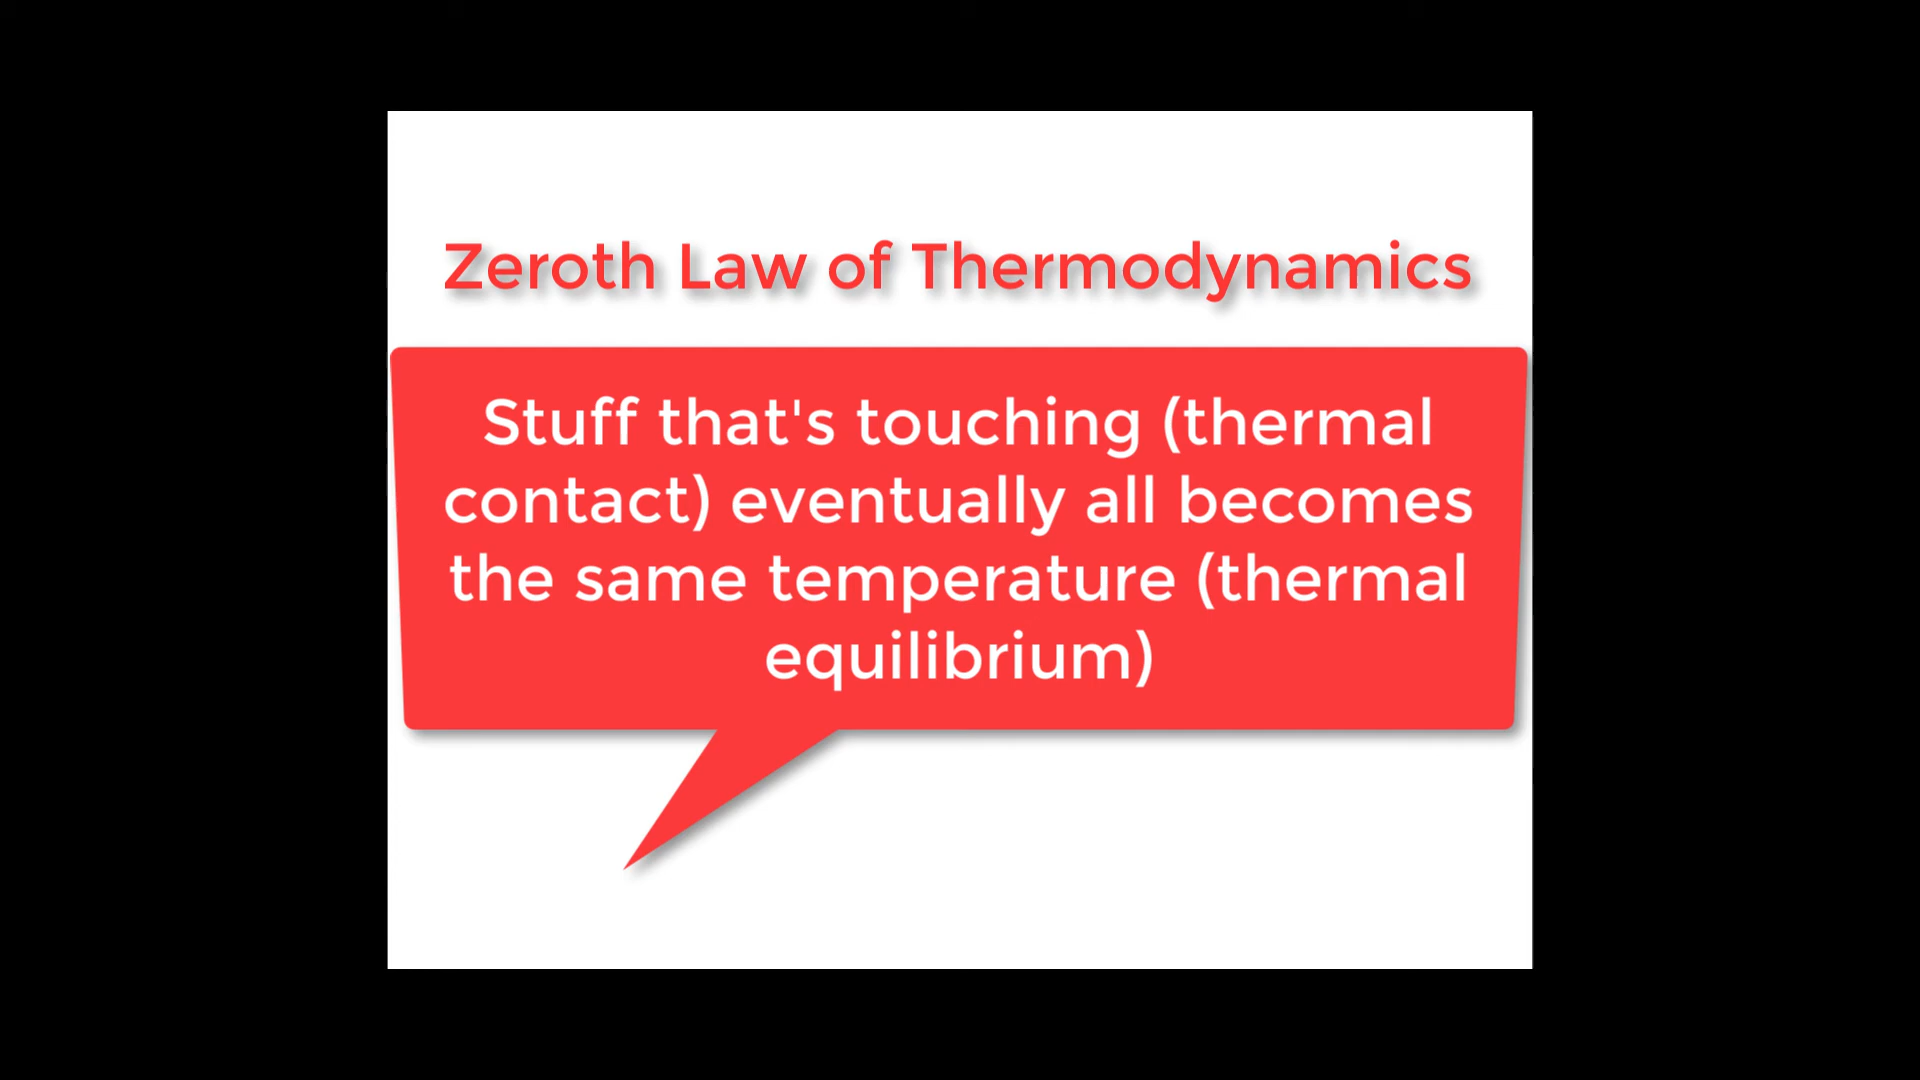 Zeroth Law of Thermodynamics
Stuff that's touching (thermal
contact) eventually all becomes
the same temperature (thermal
equilibrium)